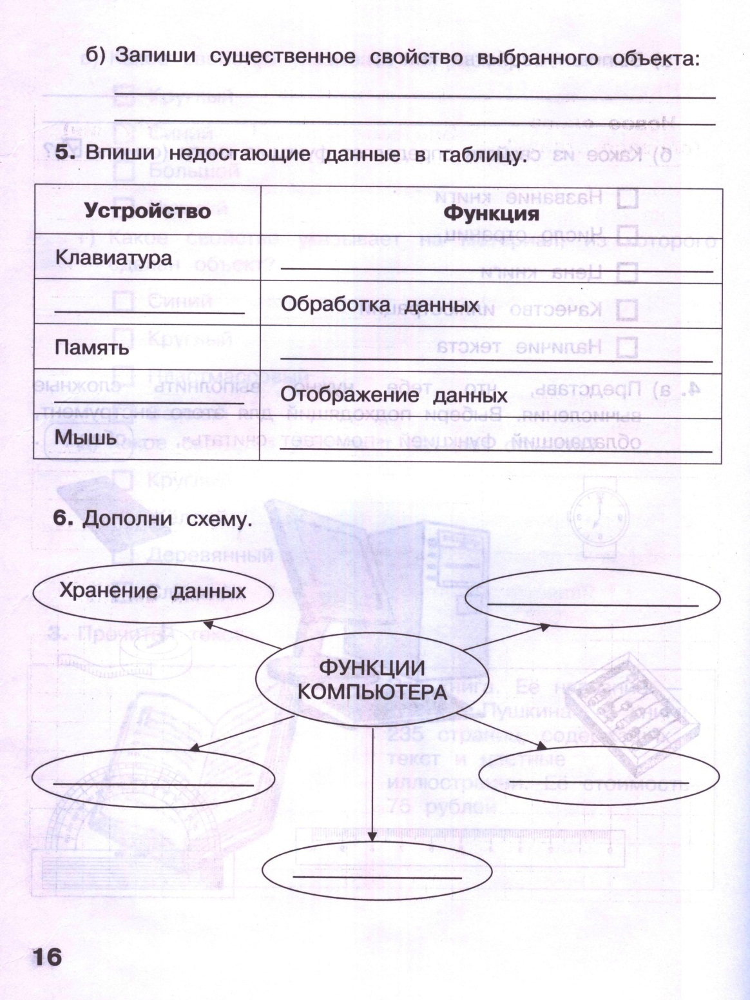 б) Запиши существенное свойство выбранного объекта:
5. Впиши недостающие данные в таблицу.
Устройство Функция
Клавиатура
Обработка данных
Память
Отображение данных
Мышь
6. Дополни схему.
Хранение данных
ФУНКЦИИ
КОМПЬЮТЕРА
16